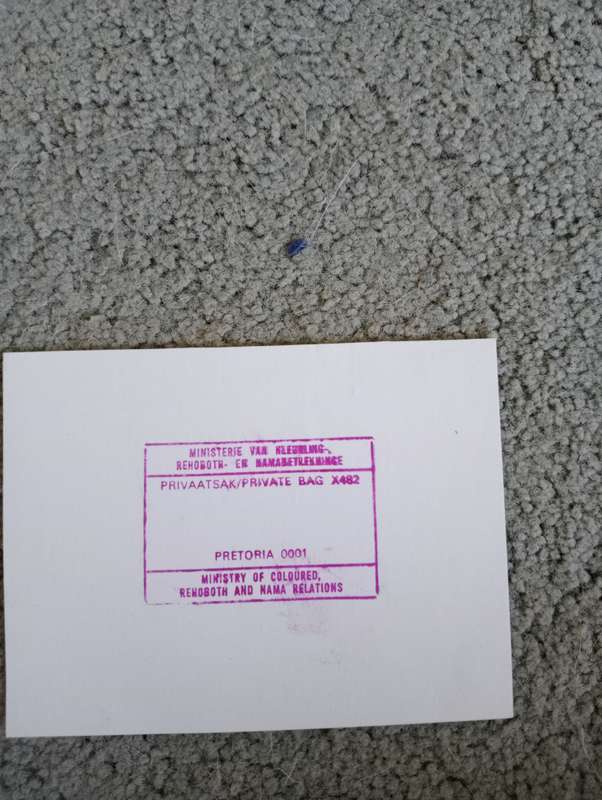 MINISTERIE VAN KLEURLING-,
REHOBOTH- EN NAMABETREKKINGE
PRIVAATSAK/PRIVATE BAG X482
PRETORIA 0001
MINISTRY OF COLOURED,
REHOBOTH AND NAMA RELATIONS